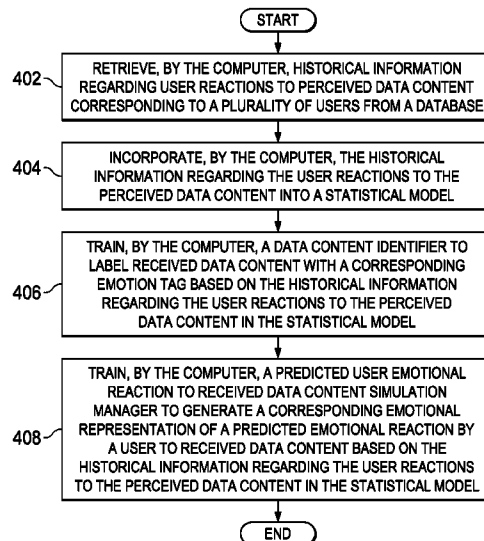 START
402
RETRIEVE, BY THE COMPUTER, HISTORICAL INFORMATION
REGARDING USER REACTIONS TO PERCEIVED DATA CONTENT
CORRESPONDING TO A PLURALITY OF USERS FROM A DATABASE
404
INCORPORATE, BY THE COMPUTER, THE HISTORICAL
INFORMATION REGARDING THE USER REACTIONS TO THE
PERCEIVED DATA CONTENT INTO A STATISTICAL MODEL
406
TRAIN, BY THE COMPUTER, A DATA CONTENT IDENTIFIER TO
LABEL RECEIVED DATA CONTENT WITH A CORRESPONDING
EMOTION TAG BASED ON THE HISTORICAL INFORMATION
REGARDING THE USER REACTIONS TO THE PERCEIVED
DATA CONTENT IN THE STATISTICAL MODEL
408
TRAIN, BY THE COMPUTER, A PREDICTED USER EMOTIONAL
REACTION TO RECEIVED DATA CONTENT SIMULATION
MANAGER TO GENERATE A CORRESPONDING EMOTIONAL
REPRESENTATION OF A PREDICTED EMOTIONAL REACTION BY
A USER TO RECEIVED DATA CONTENT BASED ON THE
HISTORICAL INFORMATION REGARDING THE USER REACTIONS
TO THE PERCEIVED DATA CONTENT IN THE STATISTICAL MODEL
END